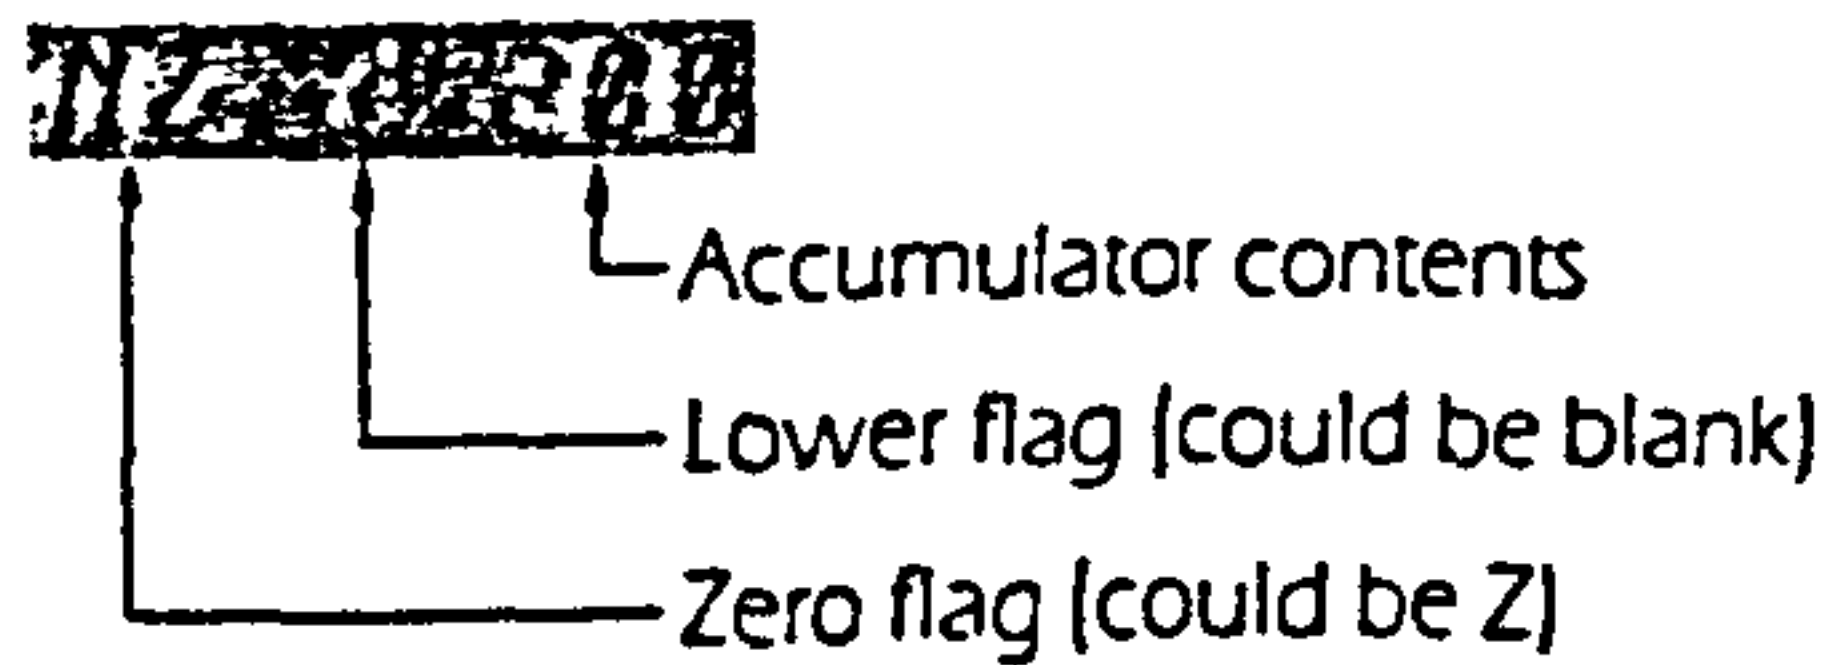 Accumulator contents
Lower flag (could be blank)
Zero flag (could be Z)